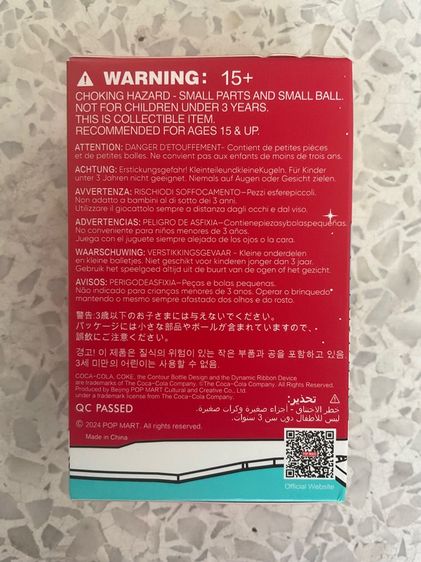 ⚠ WARNING: 15+
CHOKING HAZARD - SMALL PARTS AND SMALL BALL.
NOT FOR CHILDREN UNDER 3 YEARS.
THIS IS COLLECTIBLE ITEM.
RECOMMENDED FOR AGES 15 & UP.
ATTENTION: DANGER D'ETOUFFEMENT- Contient de petites pièces
et de petites balles. Ne convient pas aux enfants de moins de trois ans.
ACHTUNG: Erstickungsgefahr! KleinteileundkleineKugeln. Für Kinder
unter 3 Jahren nicht geeignet. Niemals auf Augen oder Gesicht zielen.
AVVERTENZA: RISCHIODI SOFFOCAMENTO-Pezzi esferepiccoli.
Non adatto a bambini al di sotto dei 3 anni.
Utilizzare il giocattolo sempre a distanza dagli occhi e dal viso.
ADVERTENCIAS: PELIGRO DE ASFIXIA-Contienepiezasybolaspequenas.
No conveniente para niños menores de 3 años.
Juega con el juguete siempre alejado de los ojos o la cara.
WAARSCHUWING: VERSTIKKINGSGEVAAR - Kleine onderdelen
en kleine balletjes. Niet geschikt voor kinderen jonger dan 3 jaar.
Gebruik het speelgoed altijd uit de buurt van de ogen of het gezicht.
AVISOS: PERIGODEASFIXIA-Peças e bolas pequenas.
Não indicado para crianças menores de 3 anos. Operar o brinquedo
mantendo o mesmo sempre afastado dos olhos e do rosto.
警告:3歳以下のお子さまには与えないでください。
パッケージには小さな部品やボールが含まれていますので、
誤飲にご注意ください。
경고! 이 제품은 질식의 위험이 있는 작은 부품과 공을 포함하고 있음
3세 미만의 어린이는 사용할 수 없음.
COCA-COLA, COKE, the Contour Bottle Design and the Dynamic Ribbon Device
are trademarks of The Coca-Cola Company. ©The Coca-Cola Company. All Rights Reserved.
Produced by Beijing POP MART Cultural and Creative Co., Ltd.
under a trademark license from The Coca-Cola Company.
⚠ تحذير:
خطر الاختناق - أجزاء صغيرة وكرات صغيرة.
ليس للأطفال دون سن 3 سنوات.
QC PASSED
© 2024 POP MART. All rights reserved.
Made in China
Official Website